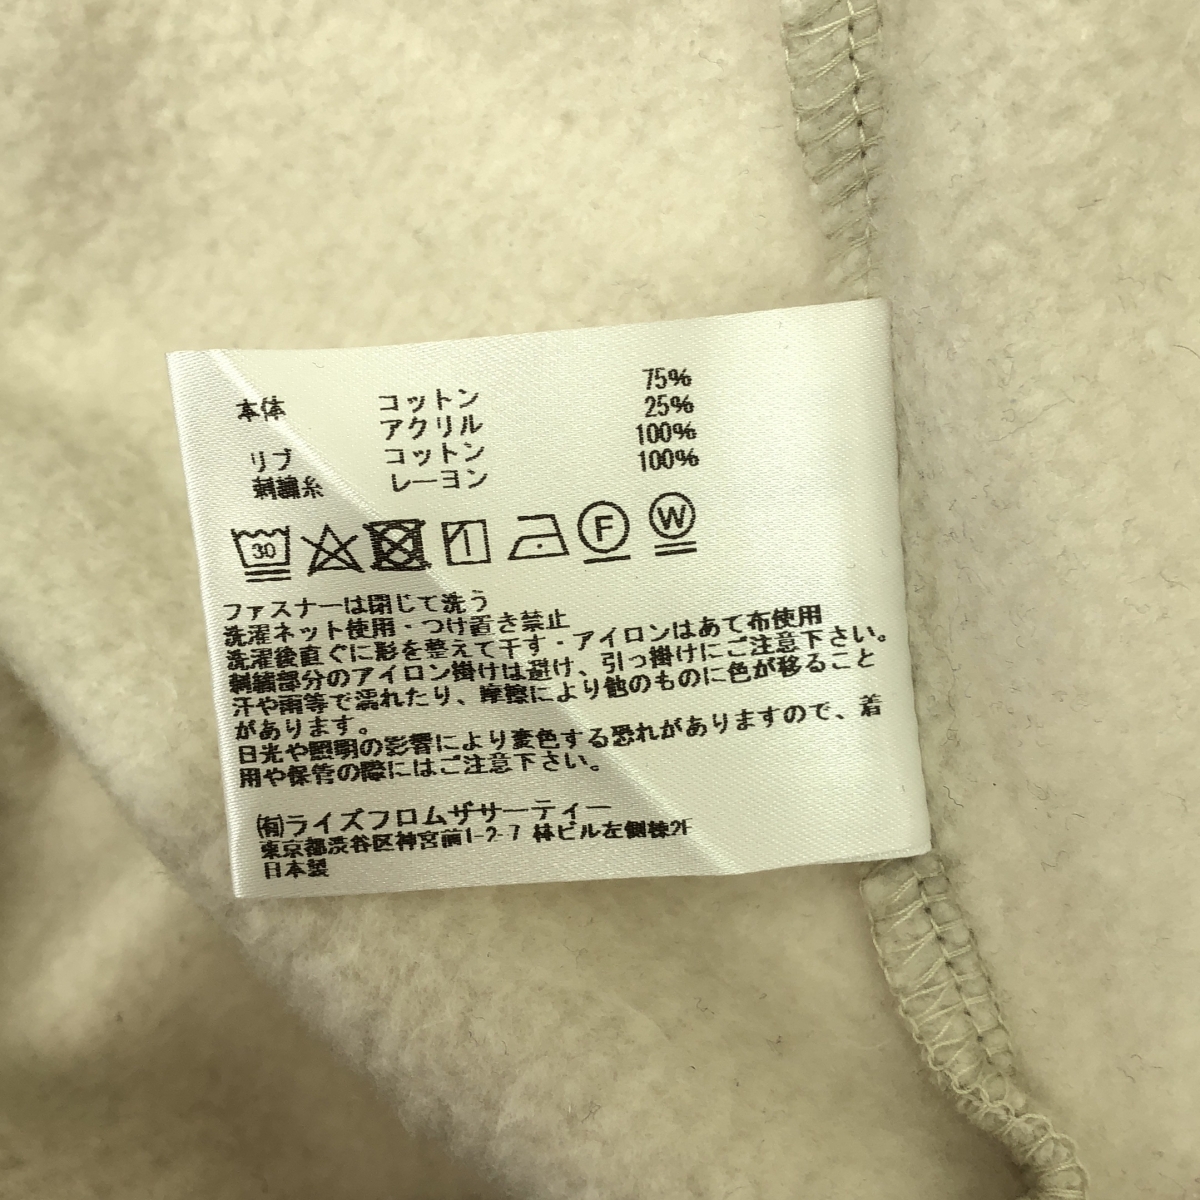 本体 コットン 75%
アクリル 25%
リブ コットン 100%
刺繍糸 レーヨン 100%
30 F W
ファスナーは閉じて洗う
洗濯ネット使用・つけ置き禁止
洗濯後直ぐに形を整えて干す・アイロンはあて布使用
刺繍部分のアイロン掛けは避け、引っ掛けにご注意下さい。
汗や雨等で濡れたり、摩擦により他のものに色が移ること
があります。
日光や照明の影響により変色する恐れがありますので、着
用や保管の際にはご注意下さい。
㈲ライズフロムザサーティー
東京都渋谷区神宮前1-2-7 林ビル左側棟2F
日本製